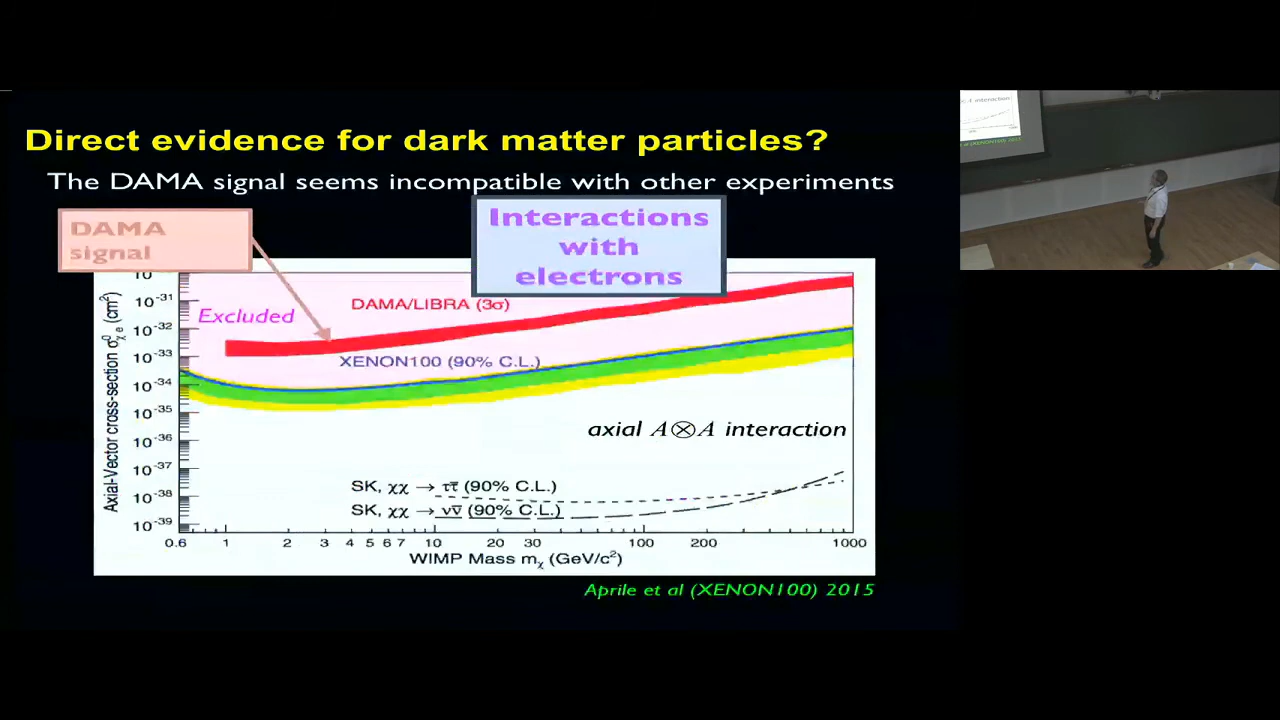 Direct evidence for dark matter particles?
The DAMA signal seems incompatible with other experiments
DAMA
signal
Interactions
with
electrons
Axial-Vector cross-section σ⁰χe (cm²)
10
10⁻³¹
10⁻³²
10⁻³³
10⁻³⁴
10⁻³⁵
10⁻³⁶
10⁻³⁷
10⁻³⁸
10⁻³⁹
DAMA/LIBRA (3σ)
Excluded
XENON100 (90% C.L.)
axial A⊗A interaction
SK, χχ → ττ̅ (90% C.L.)
SK, χχ → νν̅ (90% C.L.)
0.6 1 2 3 4 5 6 7 10 20 30 100 200 1000
WIMP Mass mχ (GeV/c²)
Aprile et al (XENON100) 2015
A interaction